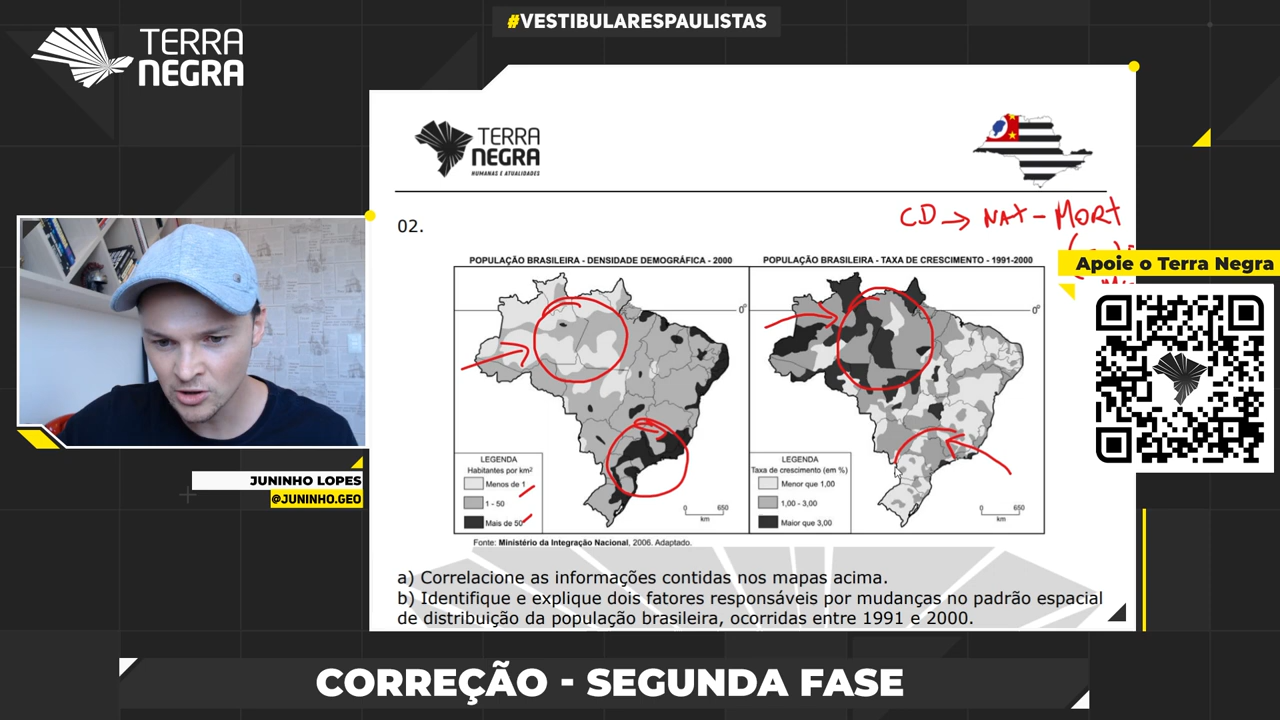 #VESTIBULARESPAULISTAS
TERRA
NEGRA
TERRA
NEGRA
HUMANAS E ATUALIDADES
02.
CD → NAT - MORT
Apoie o Terra Negra
POPULAÇÃO BRASILEIRA - DENSIDADE DEMOGRÁFICA - 2000
POPULAÇÃO BRASILEIRA - TAXA DE CRESCIMENTO - 1991-2000
0°
0°
LEGENDA
Habitantes por km²
Menos de 1
1 - 50
Mais de 50
0 650
km
LEGENDA
Taxa de crescimento (em %)
Menor que 1,00
1,00 - 3,00
Maior que 3,00
0 650
km
Fonte: Ministério da Integração Nacional, 2006. Adaptado.
JUNINHO LOPES
@JUNINHO.GEO
a) Correlacione as informações contidas nos mapas acima.
b) Identifique e explique dois fatores responsáveis por mudanças no padrão espacial
de distribuição da população brasileira, ocorridas entre 1991 e 2000.
CORREÇÃO - SEGUNDA FASE